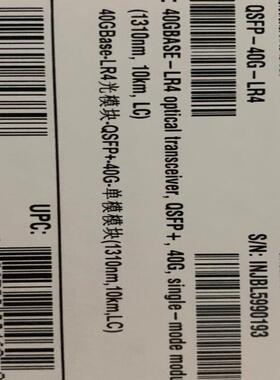 QSFP-40G-LR4
S/N: INJBL5990193
: 40GBASE-LR4 optical transceiver, QSFP+, 40G, single-mode modu
(1310nm, 10km, LC)
40GBase-LR4光模块-QSFP+-40G-单模模块(1310nm,10km,LC)
UPC: